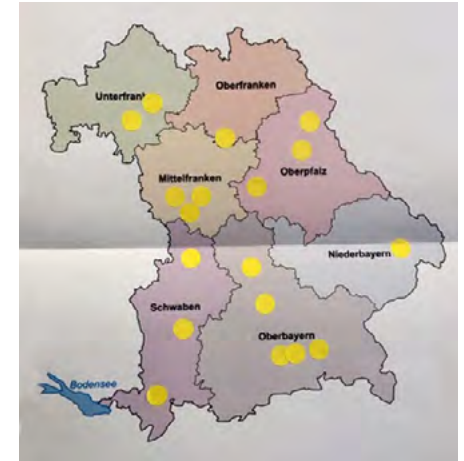 Oberfranken
Unterfrank
Mittelfranken
Oberpfalz
Niederbayern
Schwaben
Oberbayern
Bodensee